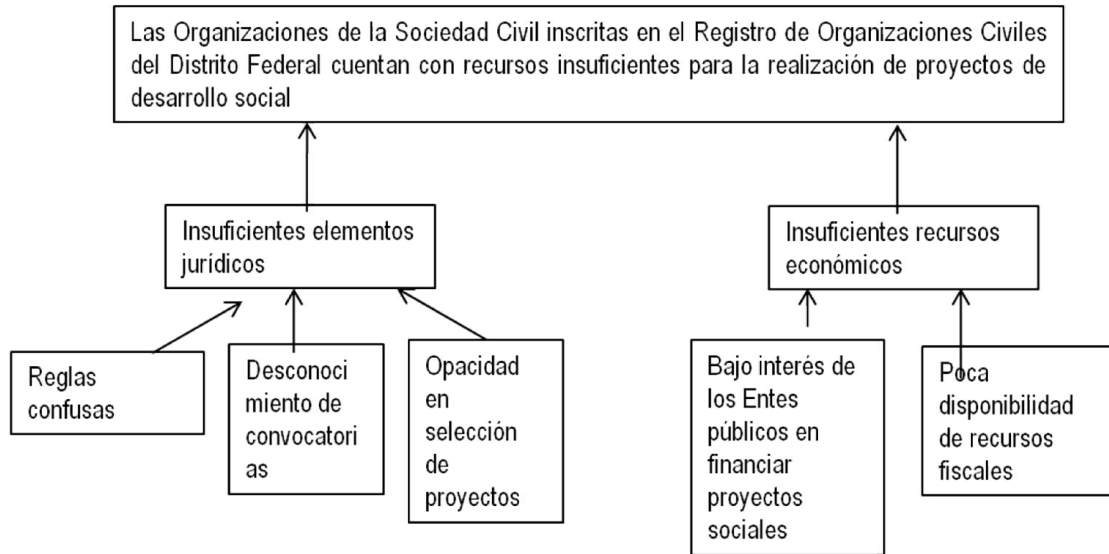 Las Organizaciones de la Sociedad Civil inscritas en el Registro de Organizaciones Civiles
del Distrito Federal cuentan con recursos insuficientes para la realización de proyectos de
desarrollo social
Insuficientes elementos
jurídicos
Insuficientes recursos
económicos
Reglas
confusas
Desconoci
miento de
convocatori
as
Opacidad
en
selección
de
proyectos
Bajo interés de
los Entes
públicos en
financiar
proyectos
sociales
Poca
disponibilidad
de recursos
fiscales